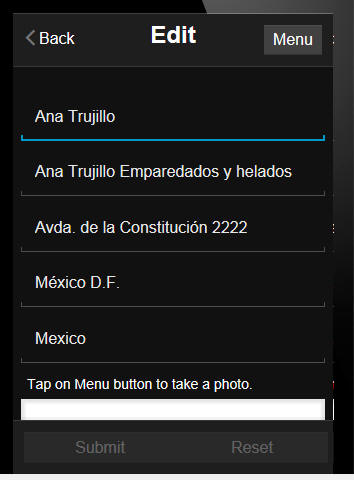 Back
Edit
Menu
Ana Trujillo
Ana Trujillo Emparedados y helados
Avda. de la Constitución 2222
México D.F.
Mexico
Tap on Menu button to take a photo.
Submit
Reset